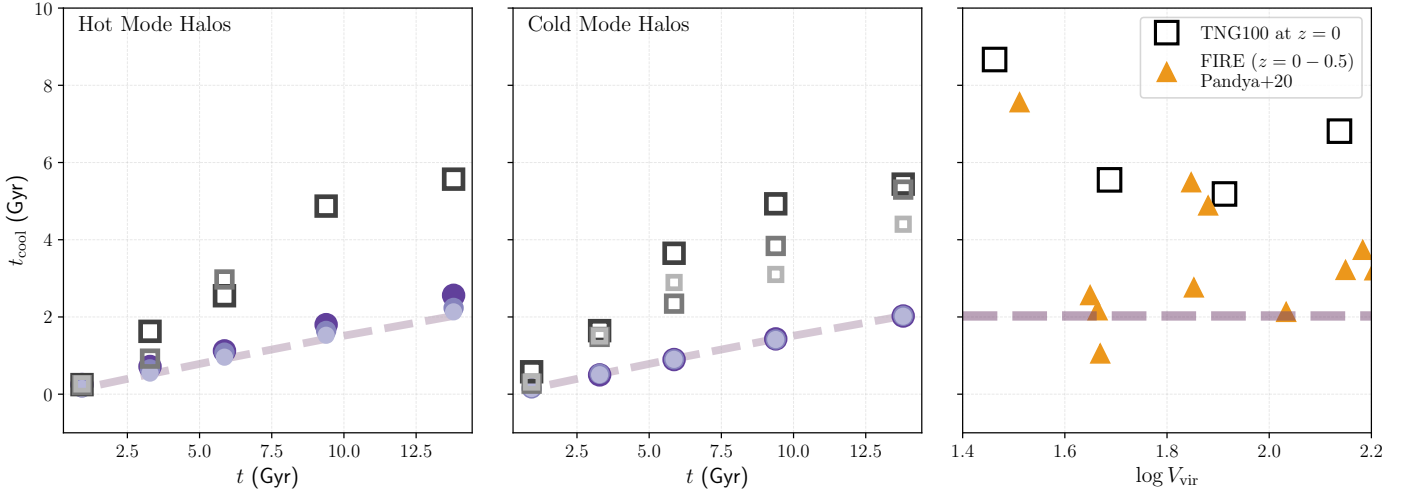 10
8
6
4
2
0
t_cool (Gyr)
Hot Mode Halos
2.5 5.0 7.5 10.0 12.5
t (Gyr)
Cold Mode Halos
2.5 5.0 7.5 10.0 12.5
t (Gyr)
TNG100 at z = 0
FIRE (z = 0 − 0.5)
Pandya+20
1.4 1.6 1.8 2.0 2.2
log V_vir